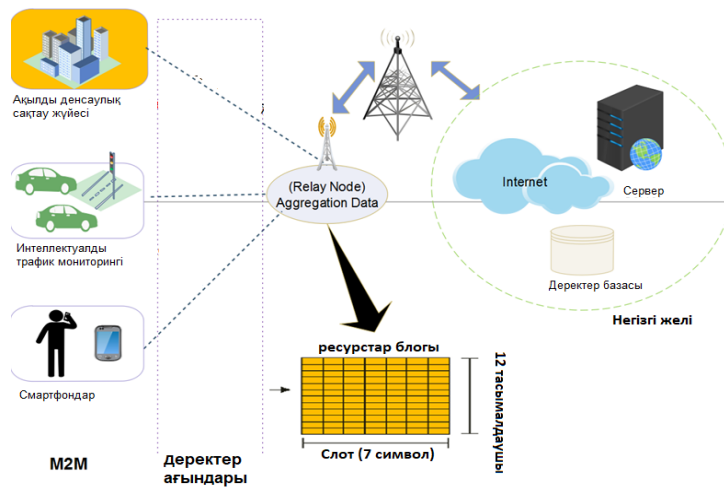 Ақылды денсаулық
сақтау жүйесі
Интеллектуалды
трафик мониторингі
Смартфондар
M2M
деректер
ағындары
(Relay Node)
Aggregation Data
Internet
Сервер
Деректер базасы
Негізгі желі
ресурстар блогы
12 тасымалдаушы
Слот (7 символ)